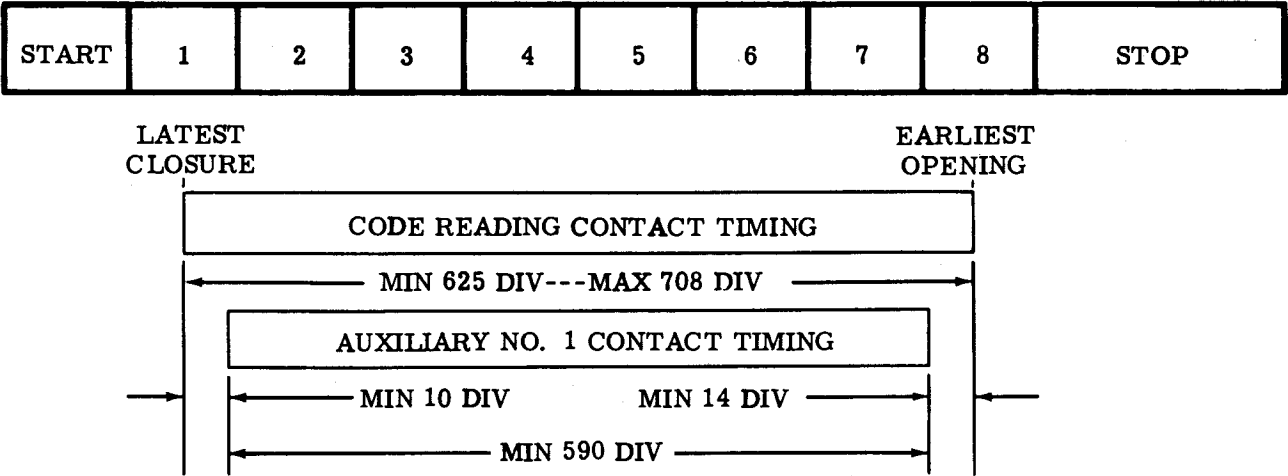 START 1 2 3 4 5 6 7 8 STOP
LATEST
CLOSURE
EARLIEST
OPENING
CODE READING CONTACT TIMING
MIN 625 DIV---MAX 708 DIV
AUXILIARY NO. 1 CONTACT TIMING
MIN 10 DIV MIN 14 DIV
MIN 590 DIV